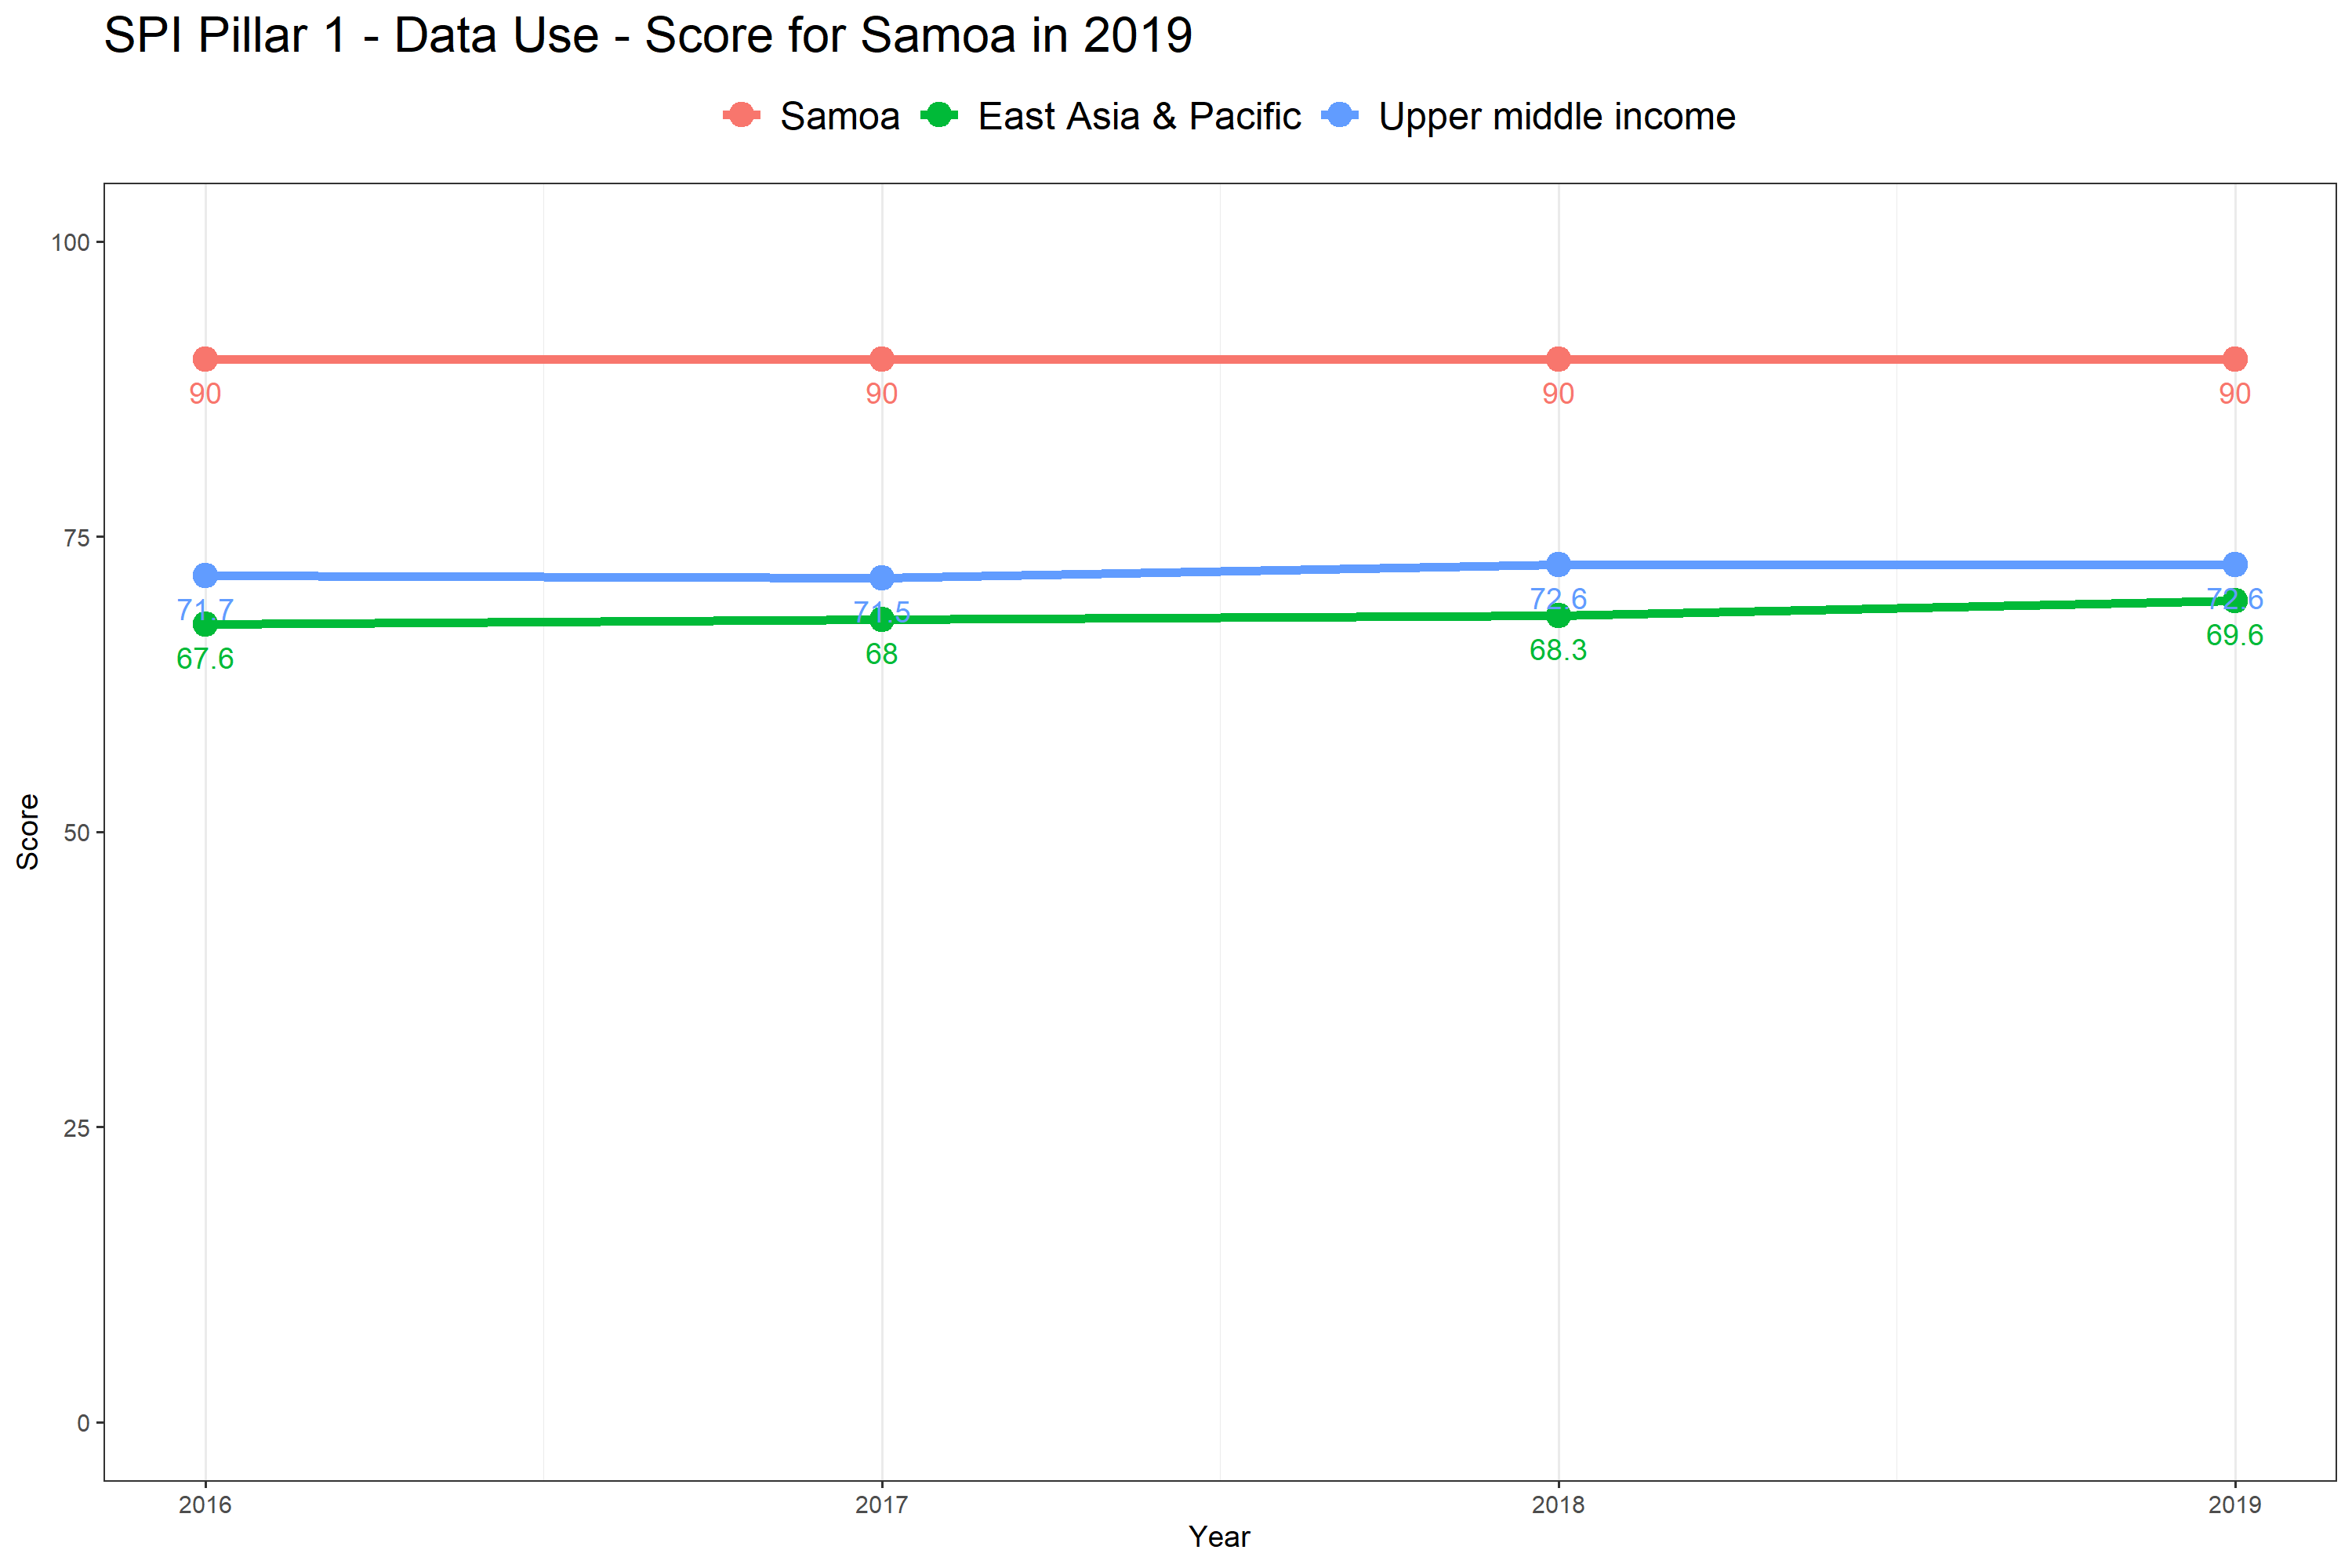 SPI Pillar 1 - Data Use - Score for Samoa in 2019
Samoa East Asia & Pacific Upper middle income
100
90 90 90 90
75
71.7 71.5 72.6 72.6
67.6 68 68.3 69.6
50
Score
25
0
2016 2017 2018 2019
Year